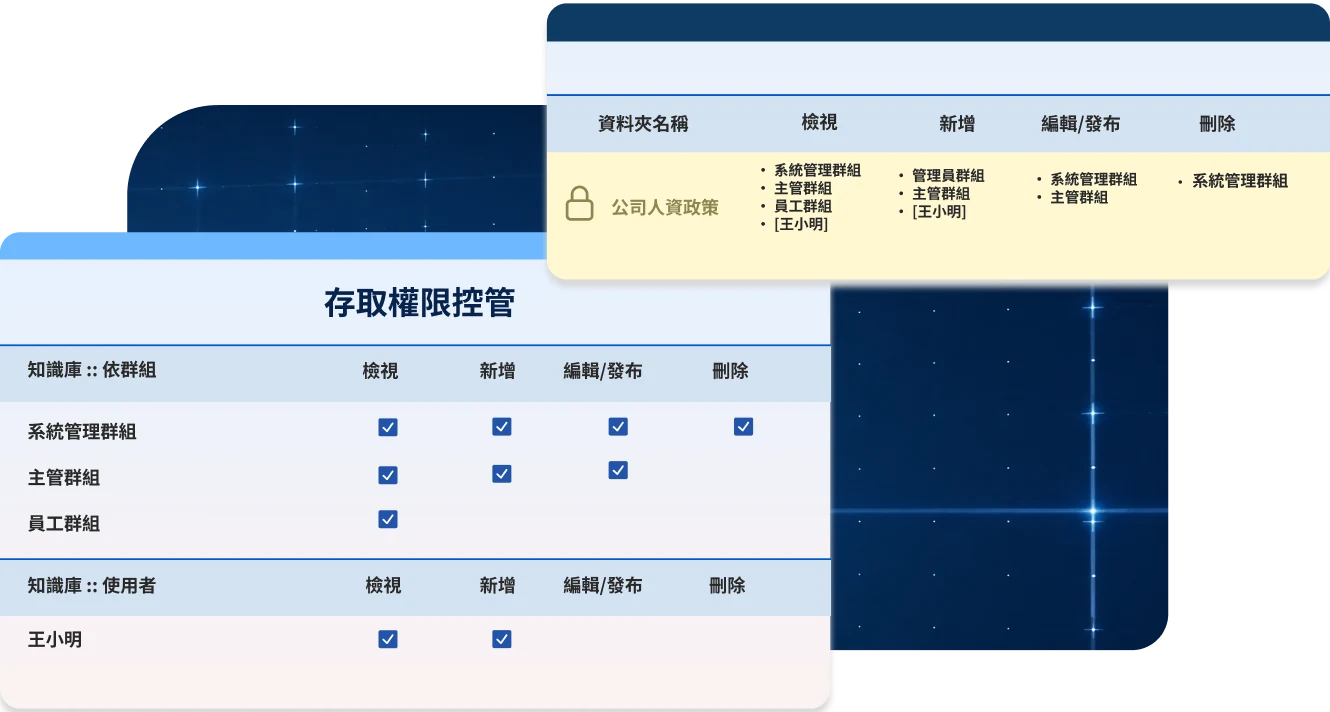 資料夾名稱 檢視 新增 編輯/發布 刪除
公司人資政策
• 系統管理群組
• 主管群組
• 員工群組
• [王小明]
• 管理員群組
• 主管群組
• [王小明]
• 系統管理群組
• 主管群組
• 系統管理群組
存取權限控管
知識庫 :: 依群組 檢視 新增 編輯/發布 刪除
系統管理群組
主管群組
員工群組
知識庫 :: 使用者 檢視 新增 編輯/發布 刪除
王小明